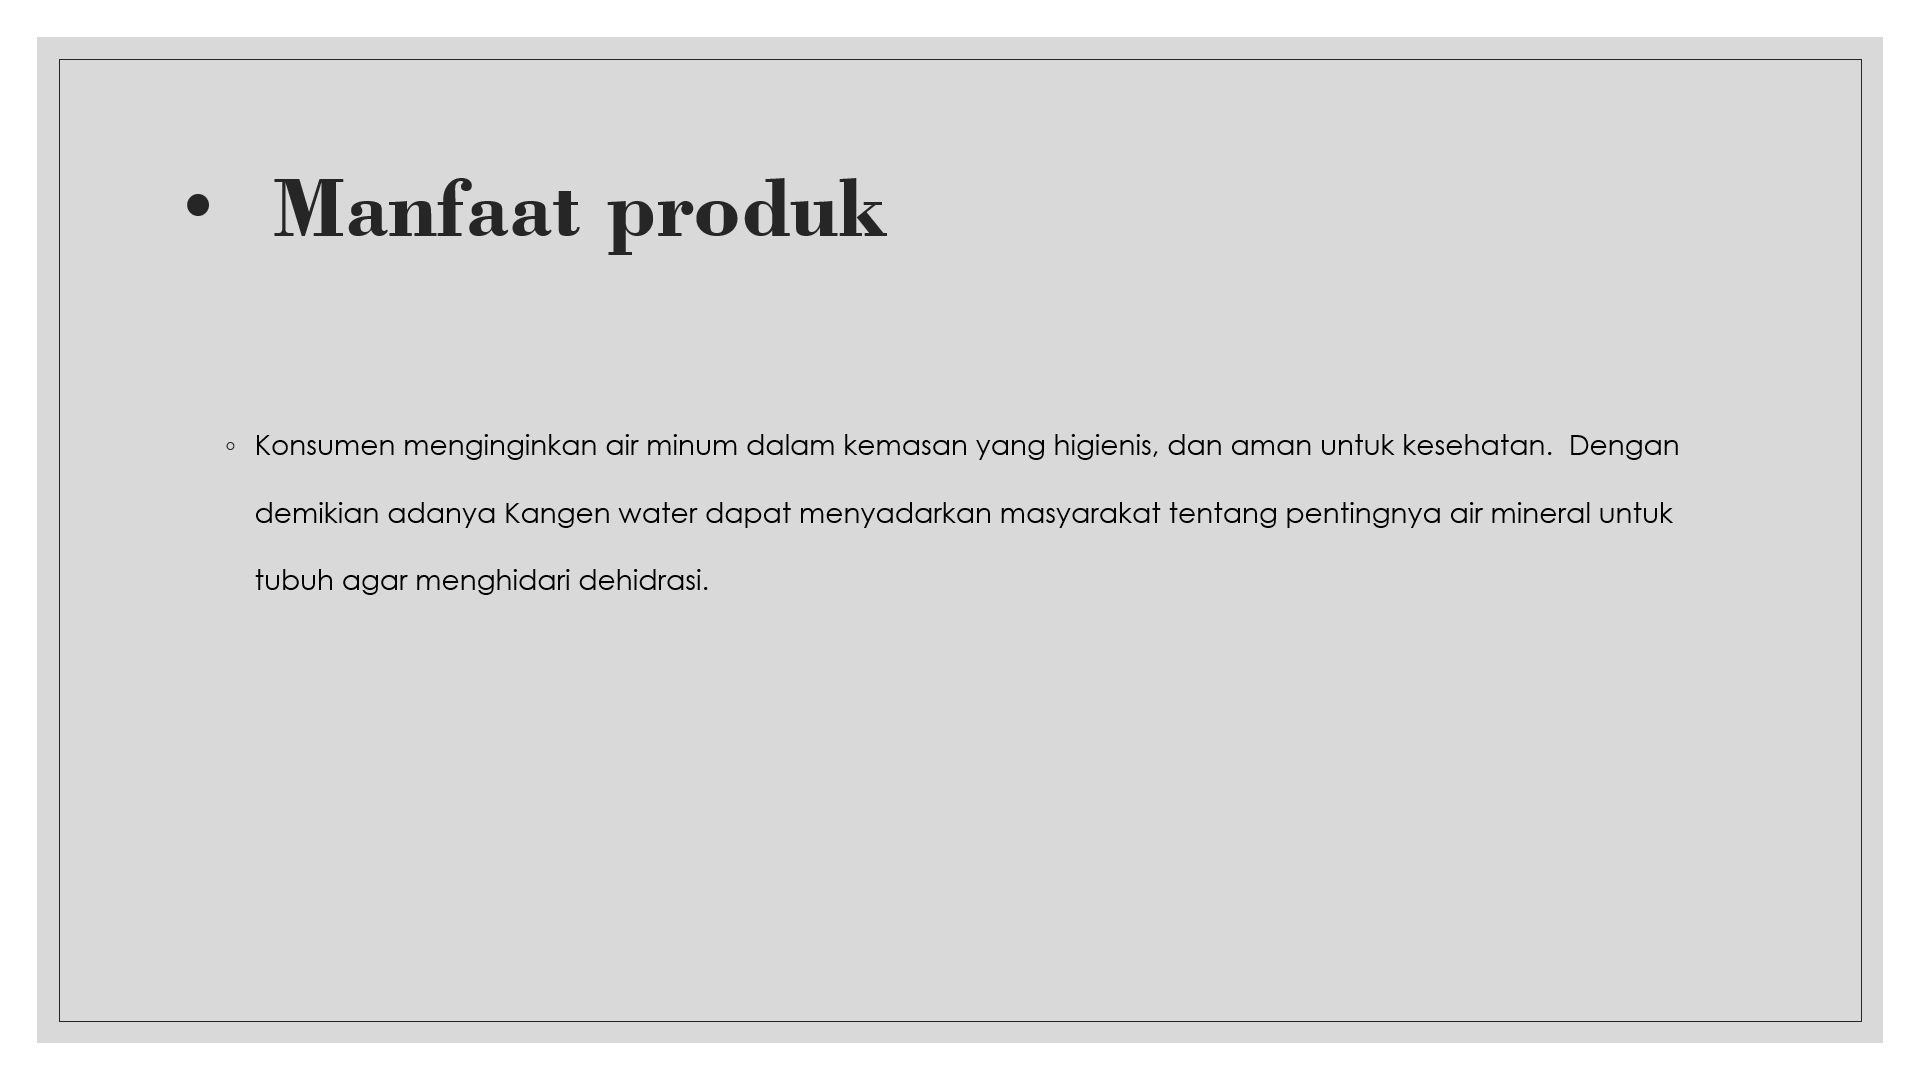 • Manfaat produk
◦ Konsumen menginginkan air minum dalam kemasan yang higienis, dan aman untuk kesehatan.  Dengan
demikian adanya Kangen water dapat menyadarkan masyarakat tentang pentingnya air mineral untuk
tubuh agar menghidari dehidrasi.